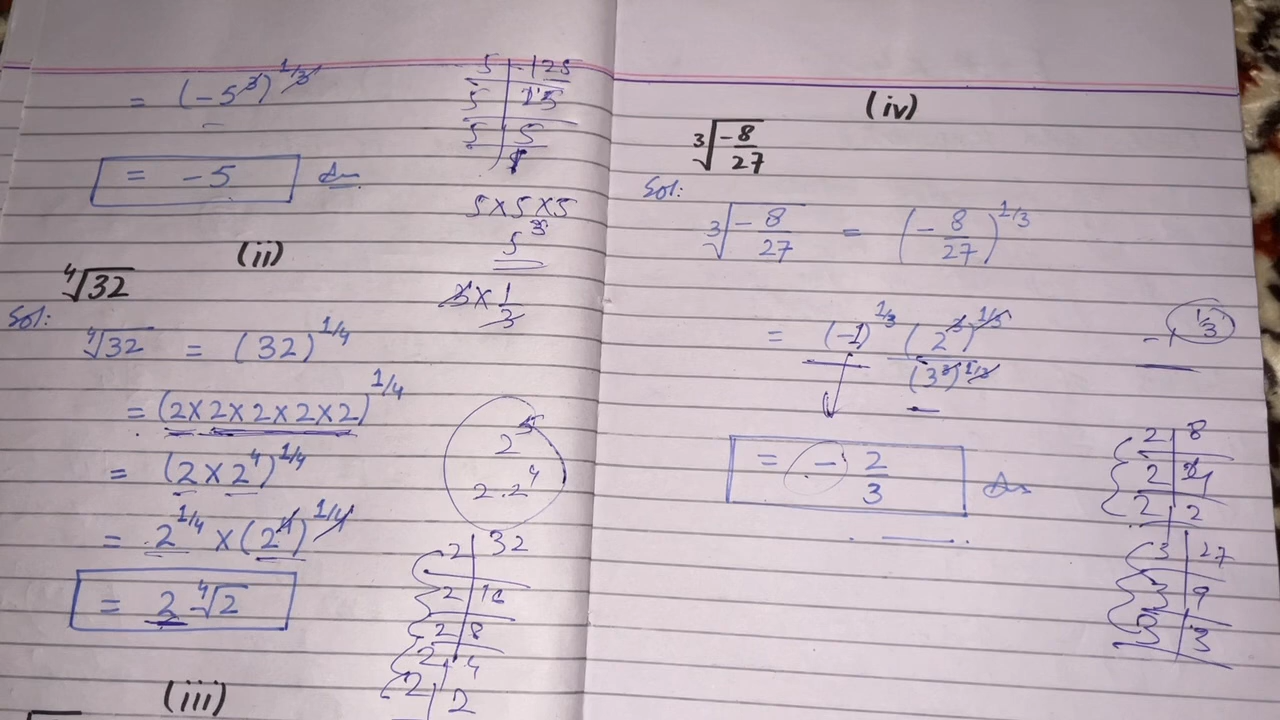 = (-5³)^1/3
= -5 Ans
5 | -125
5 | 25
5 | 5
1
5×5×5
5³
3 × 1/3
(ii)
⁴√32
Sol:
⁴√32 = (32)^1/4
= (2×2×2×2×2)^1/4
= (2×2⁴)^1/4
= 2^1/4 × (2⁴)^1/4
= 2 ⁴√2
2⁵
2.2⁴
2 | 32
2 | 16
2 | 8
2 | 4
2 | 2
(iii)
(iv)
³√-8/27
Sol:
³√-8/27 = (-8/27)^1/3
= (-1)^1/3 (2³)^1/3 / (3³)^1/3
-1^1/3
= - 2/3 Ans
2 | 8
2 | 4
2 | 2
3 | 27
3 | 9
3 | 3